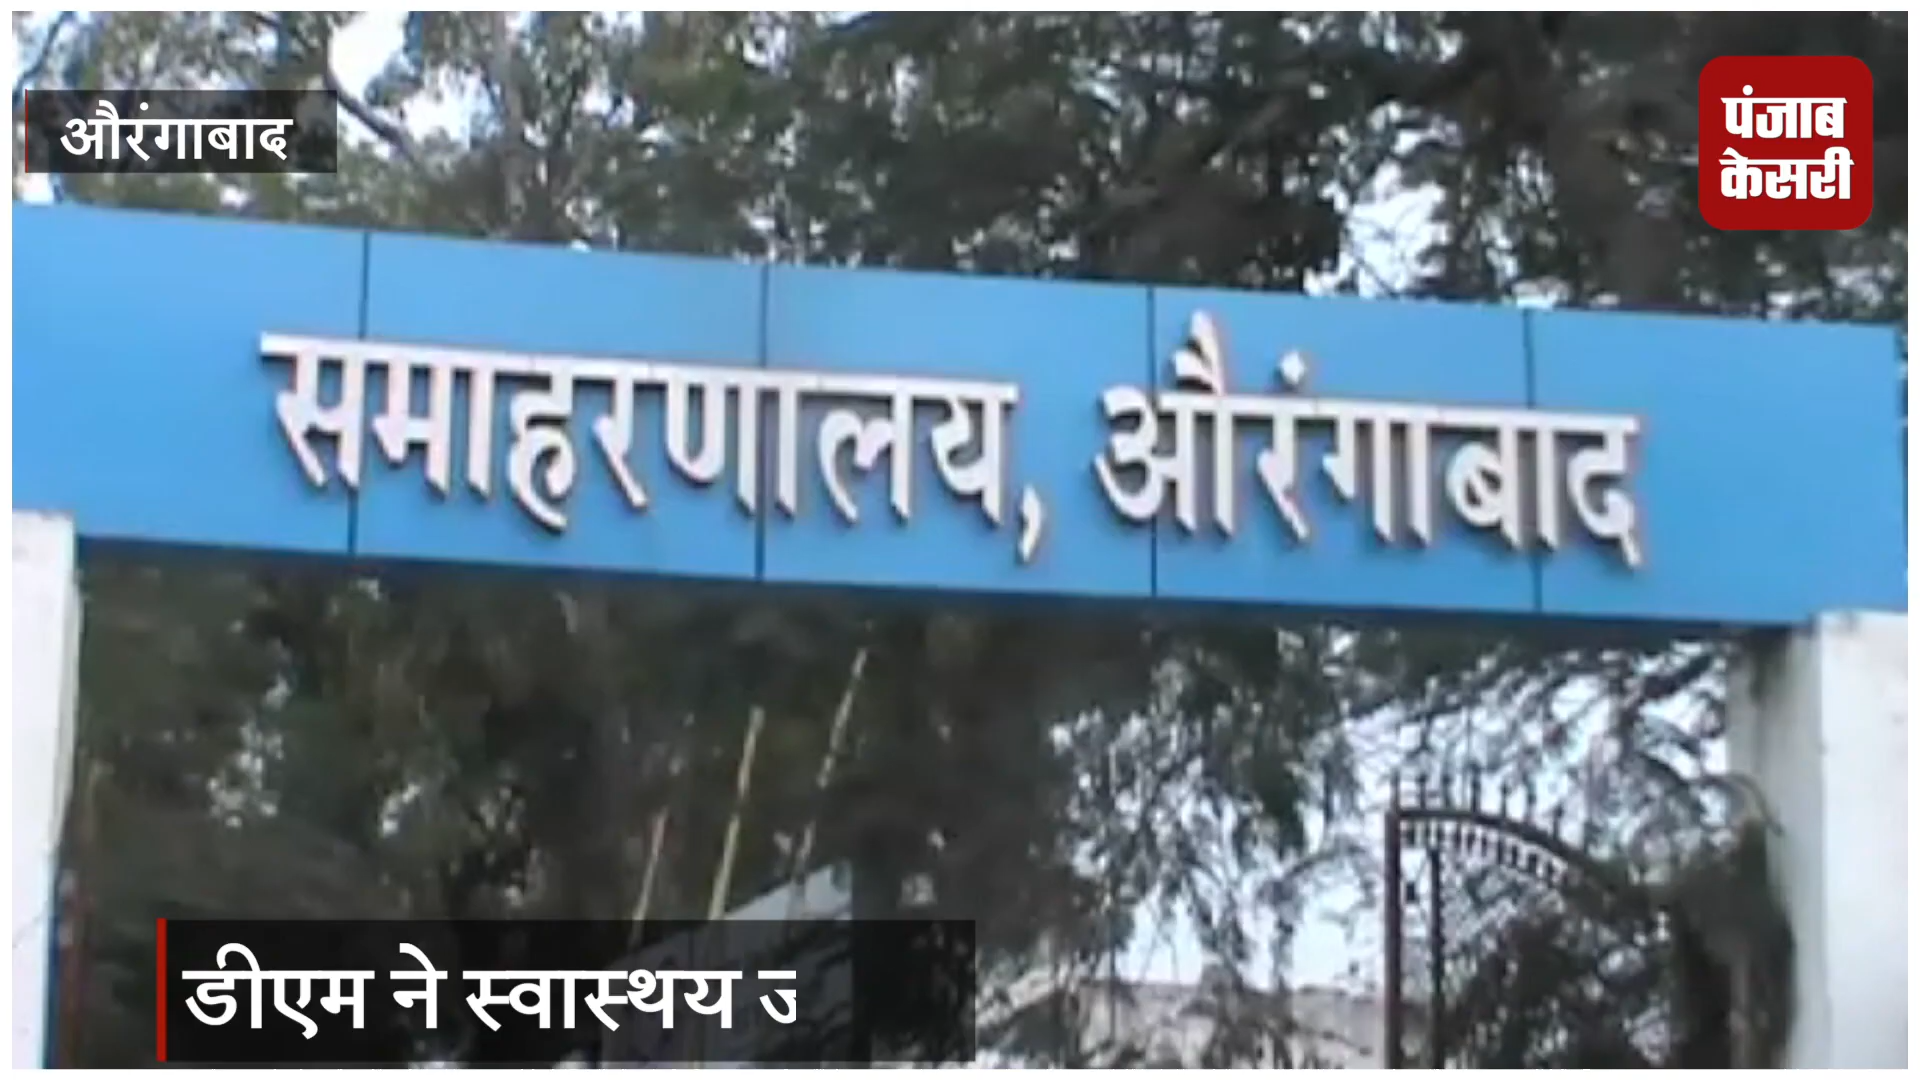 औरंगाबाद
पंजाब
केसरी
समाहरणालय, औरंगाबाद
डीएम ने स्वास्थय